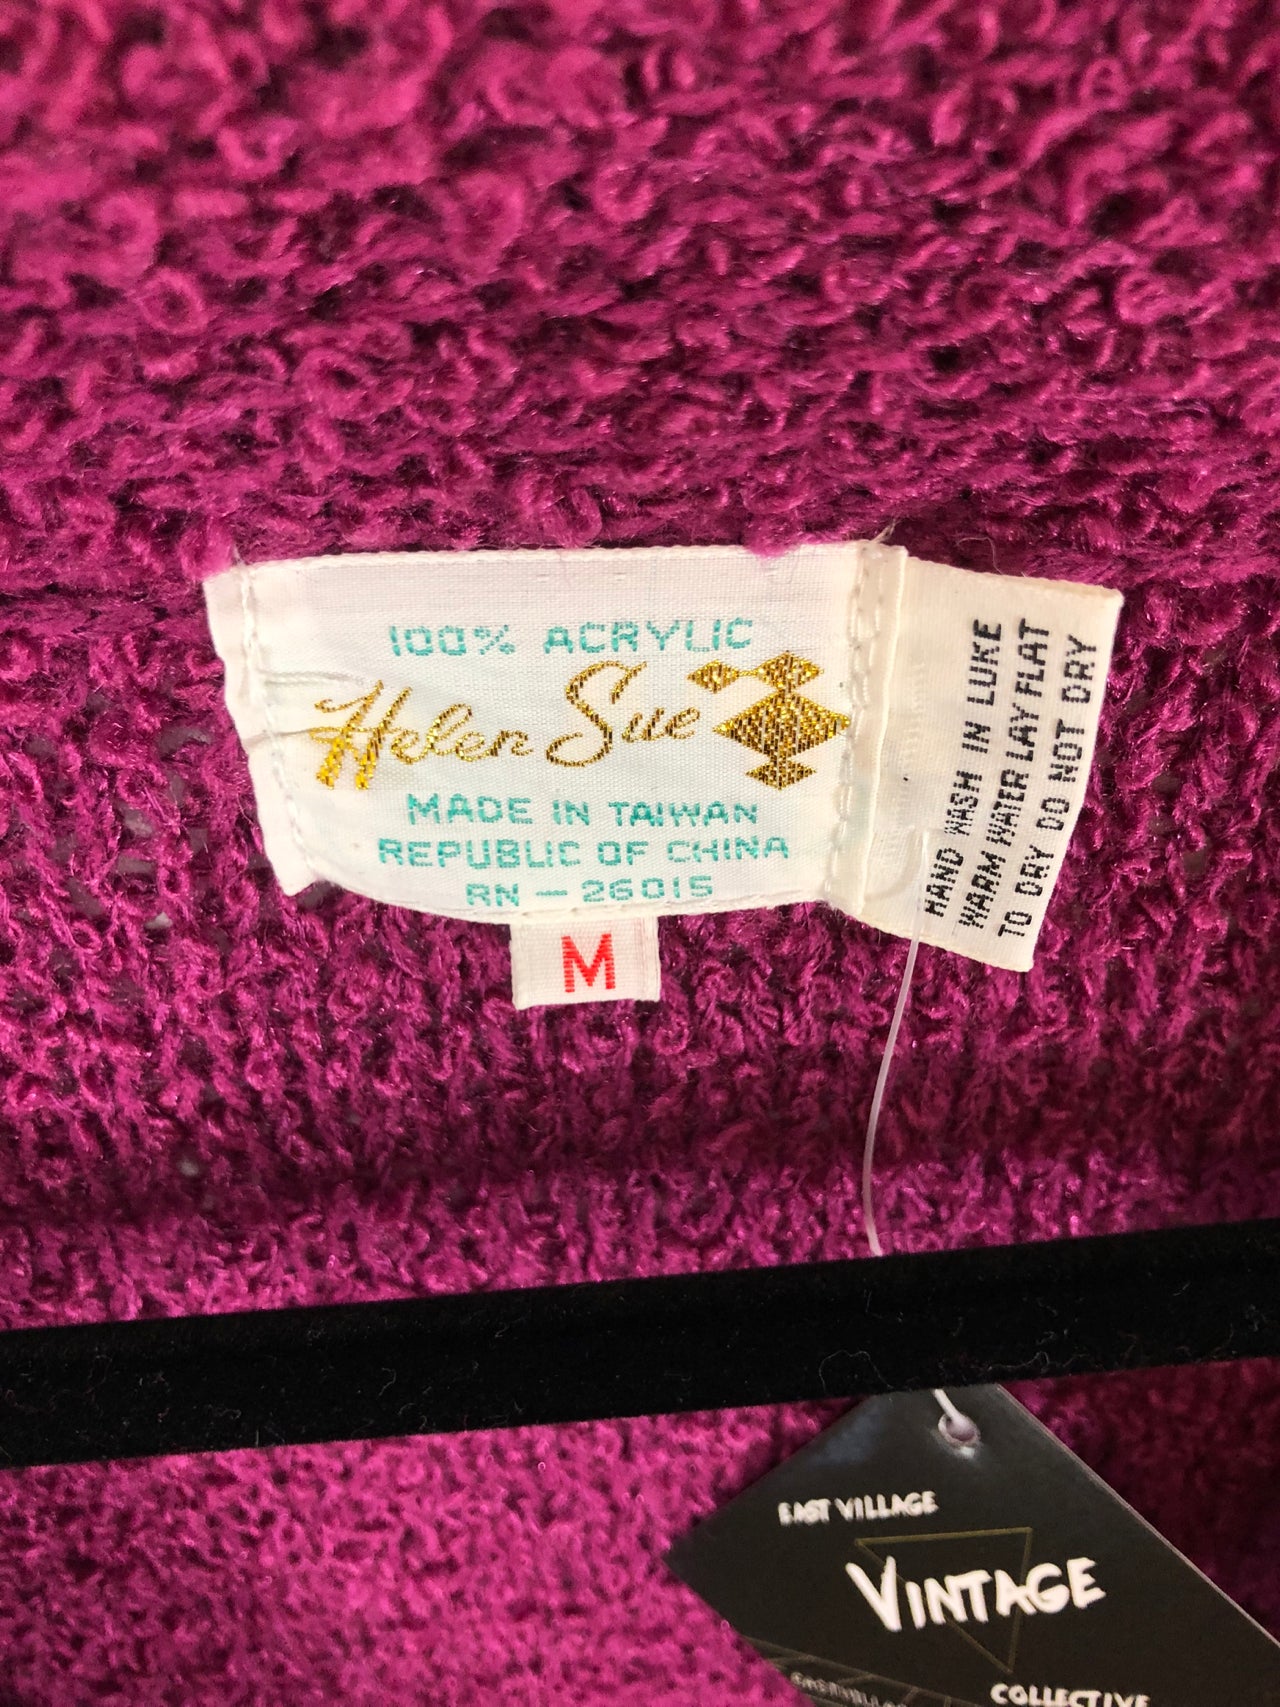 100% ACRYLIC
Helen Sue
MADE IN TAIWAN
REPUBLIC OF CHINA
RN - 26015
M
HAND WASH IN LUKE
WARM WATER LAY FLAT
TO DRY DO NOT DRY
EAST VILLAGE
VINTAGE
COLLECTIVE